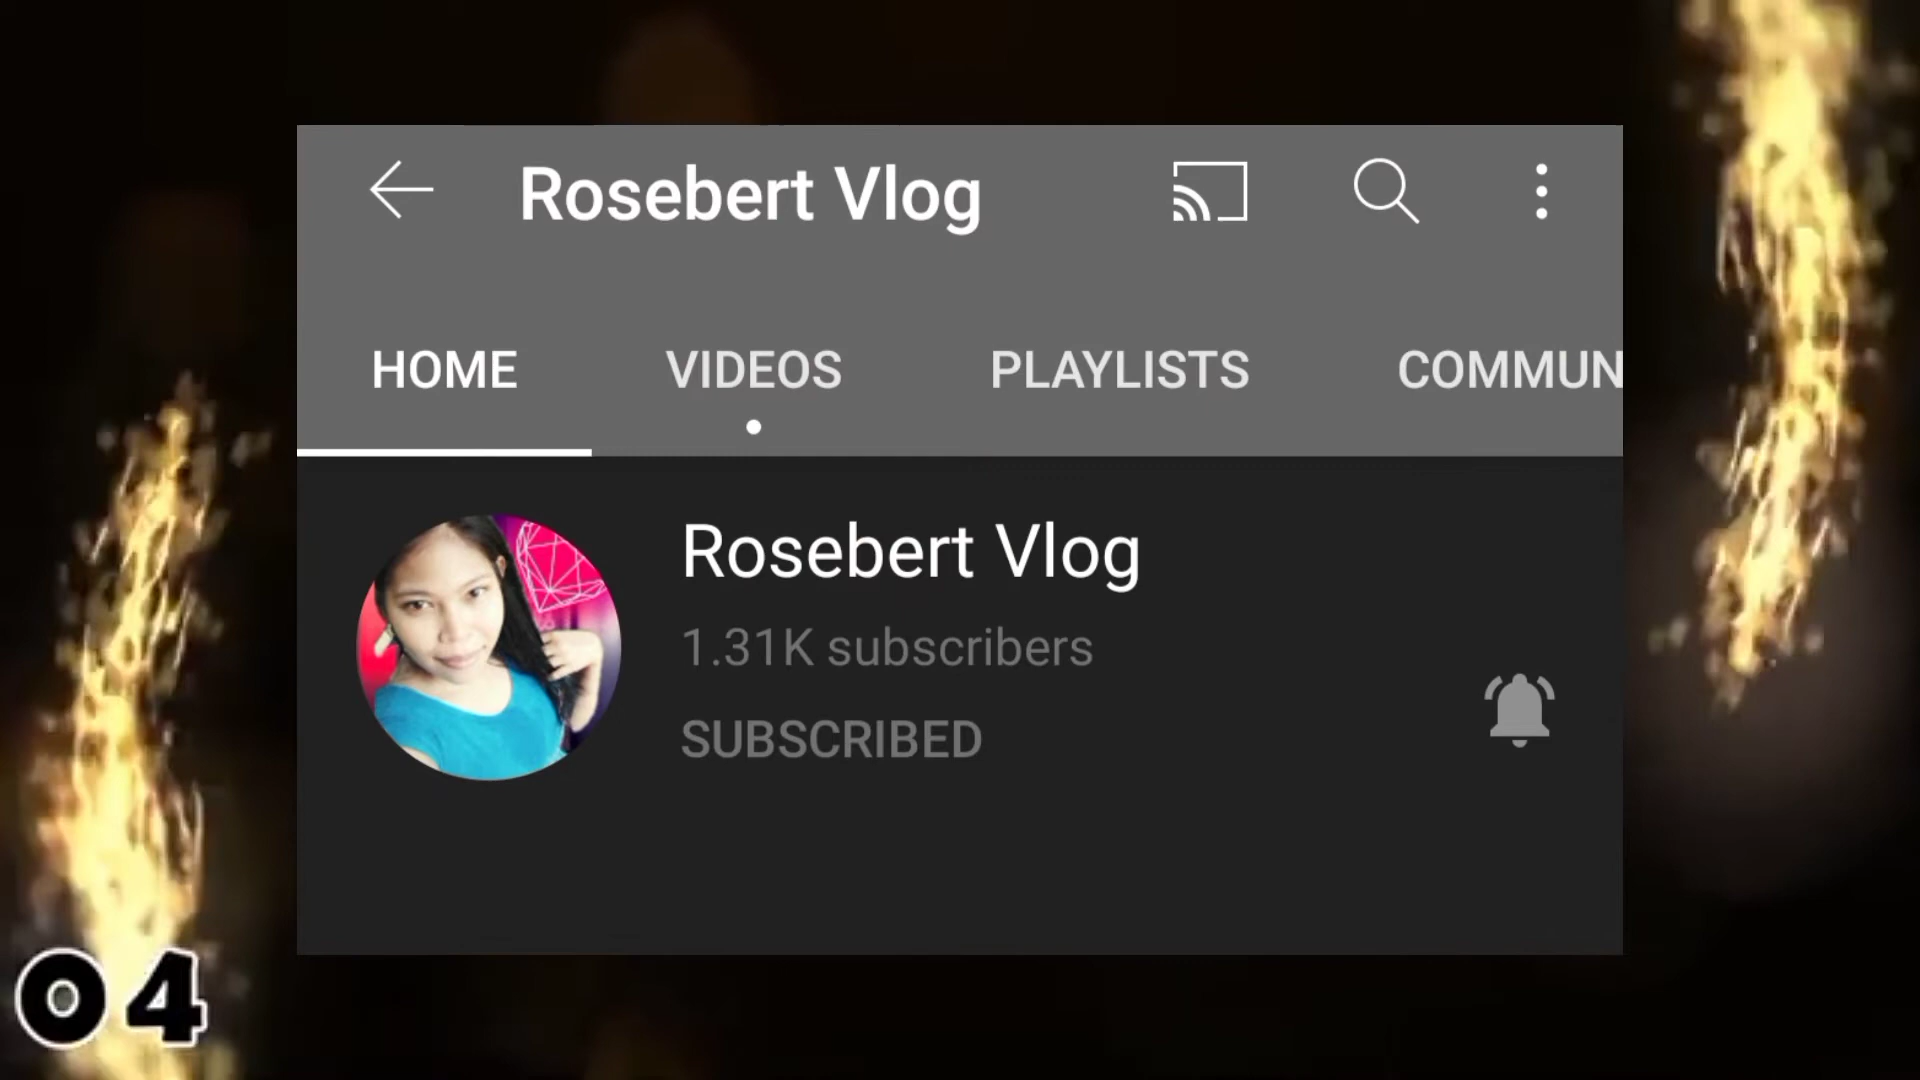 Rosebert Vlog
HOME VIDEOS PLAYLISTS COMMUN
Rosebert Vlog
1.31K subscribers
SUBSCRIBED
04